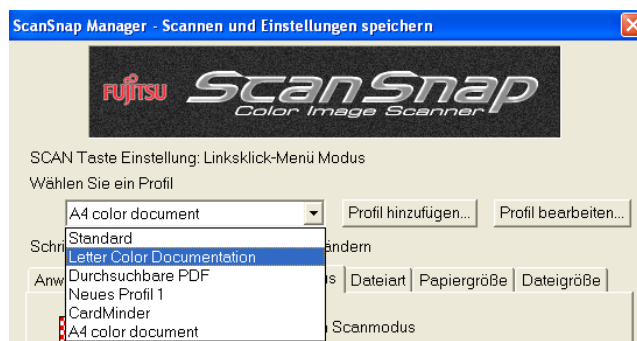 ScanSnap Manager - Scannen und Einstellungen speichern
FUJITSU ScanSnap
Color Image Scanner
SCAN Taste Einstellung: Linksklick-Menü Modus
Wählen Sie ein Profil
A4 color document Profil hinzufügen... Profil bearbeiten...
Standard
ändern
Letter Color Documentation
Durchsuchbare PDF
Dateiart Papiergröße Dateigröße
Neues Profil 1
CardMinder
Scanmodus
A4 color document